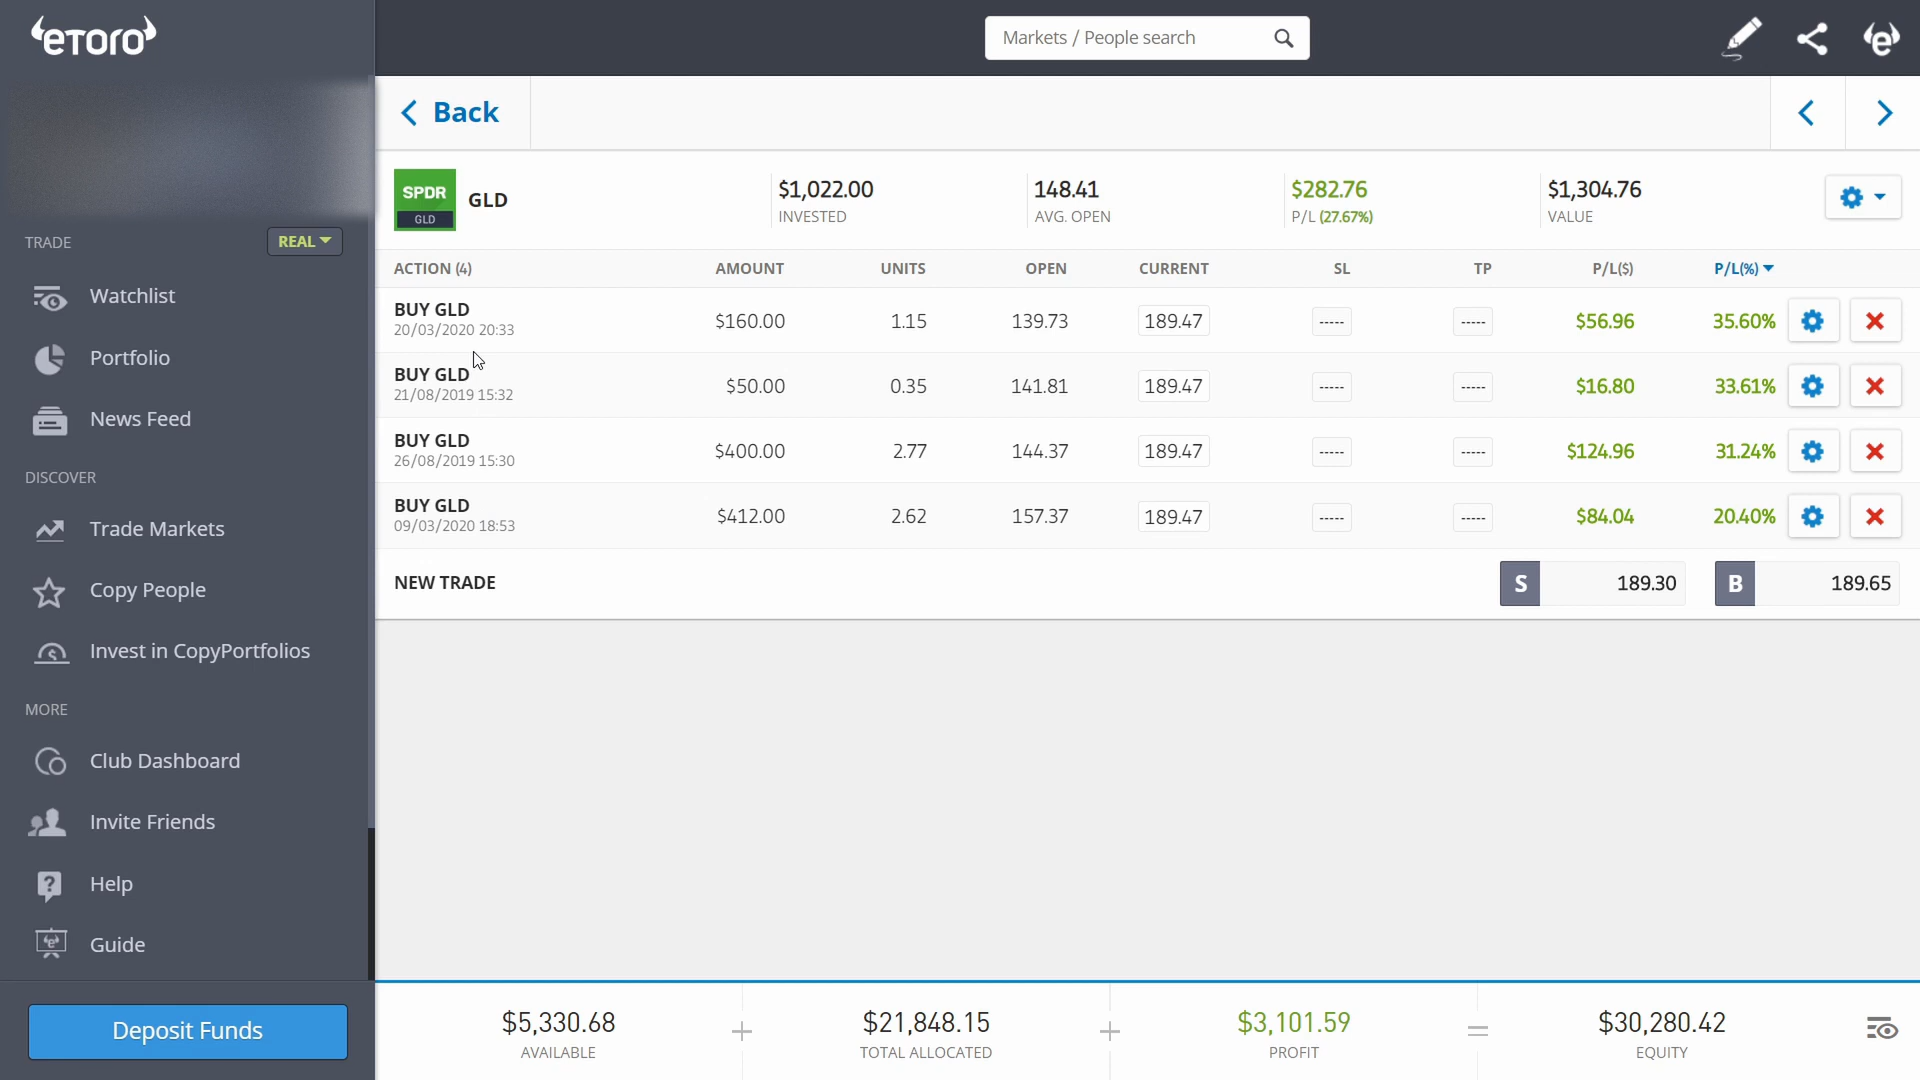 eToro
Markets / People search
Back
TRADE
REAL
Watchlist
Portfolio
News Feed
DISCOVER
Trade Markets
Copy People
Invest in CopyPortfolios
MORE
Club Dashboard
Invite Friends
Help
Guide
Deposit Funds
SPDR
GLD
GLD
$1,022.00
INVESTED
148.41
AVG. OPEN
$282.76
P/L (27.67%)
$1,304.76
VALUE
ACTION (4) AMOUNT UNITS OPEN CURRENT SL TP P/L($) P/L(%)
BUY GLD
20/03/2020 20:33
$160.00 1.15 139.73 189.47 ----- ----- $56.96 35.60%
BUY GLD
21/08/2019 15:32
$50.00 0.35 141.81 189.47 ----- ----- $16.80 33.61%
BUY GLD
26/08/2019 15:30
$400.00 2.77 144.37 189.47 ----- ----- $124.96 31.24%
BUY GLD
09/03/2020 18:53
$412.00 2.62 157.37 189.47 ----- ----- $84.04 20.40%
NEW TRADE S 189.30 B 189.65
$5,330.68 + $21,848.15 + $3,101.59 = $30,280.42
AVAILABLE TOTAL ALLOCATED PROFIT EQUITY